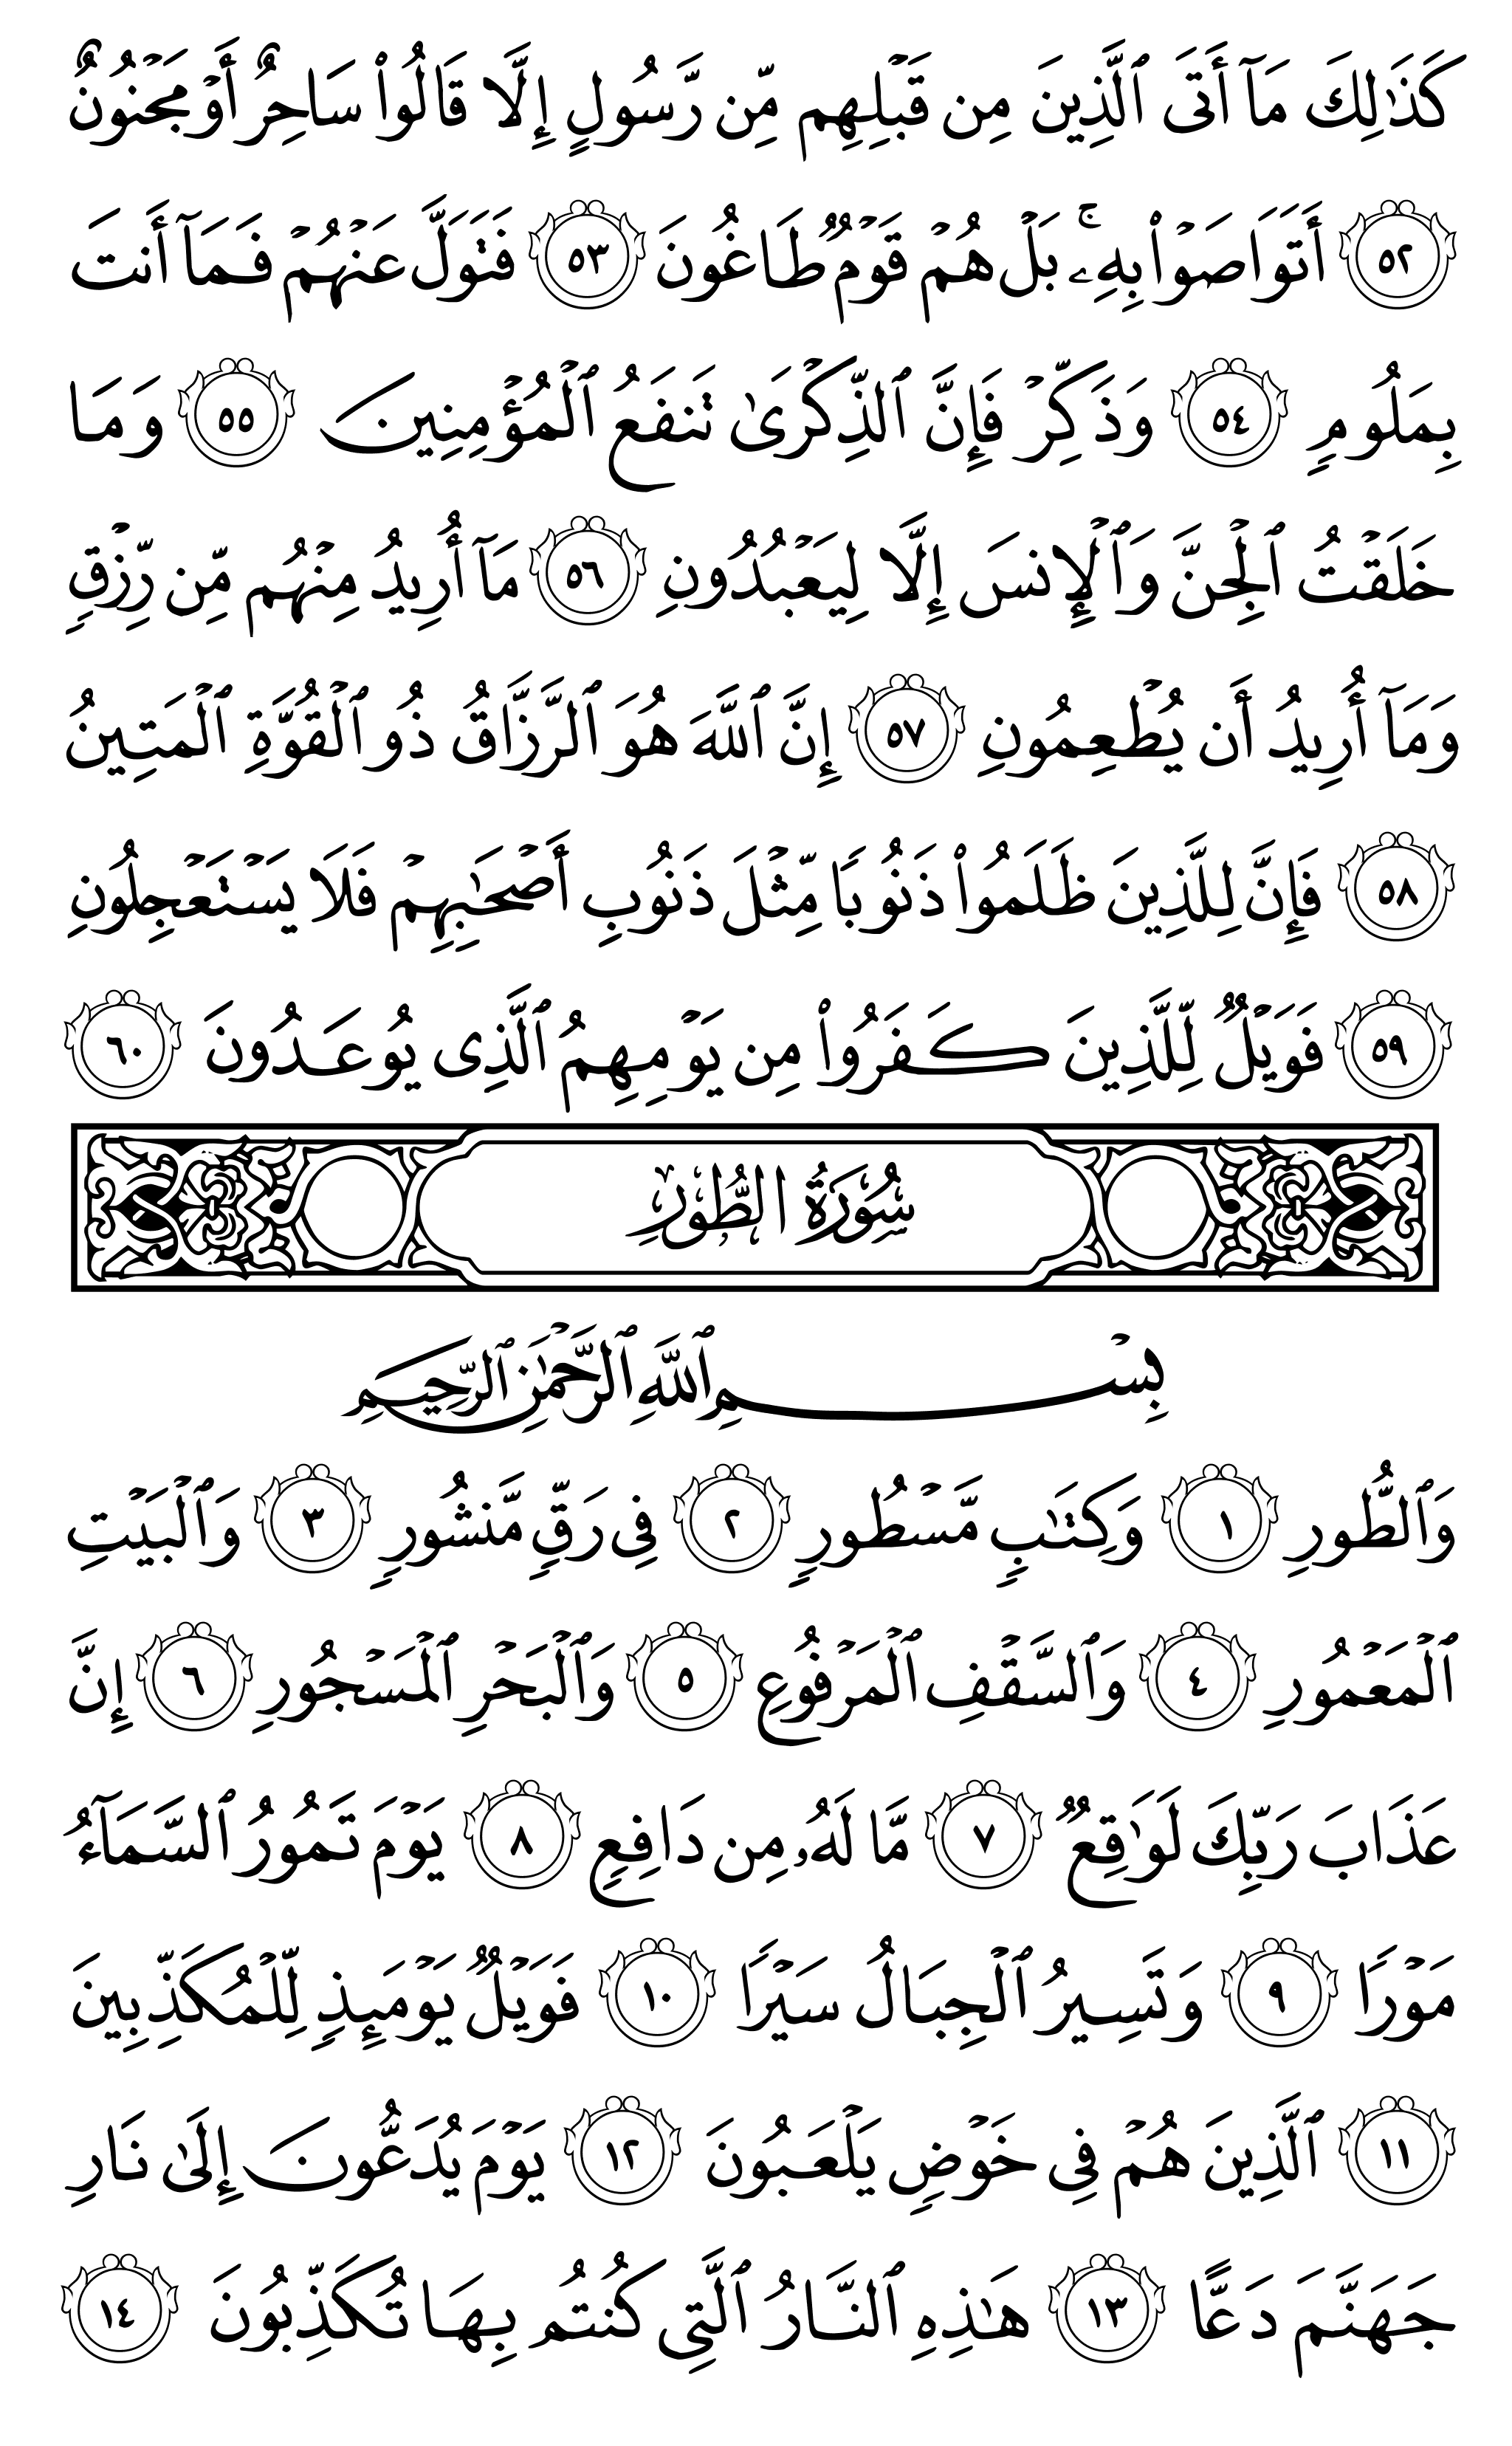 كَذَٰلِكَ مَآ أَتَى ٱلَّذِينَ مِن قَبْلِهِم مِّن رَّسُولٍ إِلَّا قَالُوا۟ سَاحِرٌ أَوْ مَجْنُونٌ
٥٢ أَتَوَاصَوْا۟ بِهِۦ ۚ بَلْ هُمْ قَوْمٌ طَاغُونَ ٥٣ فَتَوَلَّ عَنْهُمْ فَمَآ أَنتَ
بِمَلُومٍ ٥٤ وَذَكِّرْ فَإِنَّ ٱلذِّكْرَىٰ تَنفَعُ ٱلْمُؤْمِنِينَ ٥٥ وَمَا
خَلَقْتُ ٱلْجِنَّ وَٱلْإِنسَ إِلَّا لِيَعْبُدُونِ ٥٦ مَآ أُرِيدُ مِنْهُم مِّن رِّزْقٍ
وَمَآ أُرِيدُ أَن يُطْعِمُونِ ٥٧ إِنَّ ٱللَّهَ هُوَ ٱلرَّزَّاقُ ذُو ٱلْقُوَّةِ ٱلْمَتِينُ
٥٨ فَإِنَّ لِلَّذِينَ ظَلَمُوا۟ ذَنُوبًا مِّثْلَ ذَنُوبِ أَصْحَٰبِهِمْ فَلَا يَسْتَعْجِلُونِ
٥٩ فَوَيْلٌ لِّلَّذِينَ كَفَرُوا۟ مِن يَوْمِهِمُ ٱلَّذِى يُوعَدُونَ ٦٠
سُورَةُ الطُّورِ
بِسْمِ ٱللَّهِ ٱلرَّحْمَٰنِ ٱلرَّحِيمِ
وَٱلطُّورِ ١ وَكِتَٰبٍ مَّسْطُورٍ ٢ فِى رَقٍّ مَّنشُورٍ ٣ وَٱلْبَيْتِ
ٱلْمَعْمُورِ ٤ وَٱلسَّقْفِ ٱلْمَرْفُوعِ ٥ وَٱلْبَحْرِ ٱلْمَسْجُورِ ٦ إِنَّ
عَذَابَ رَبِّكَ لَوَٰقِعٌ ٧ مَّا لَهُۥ مِن دَافِعٍ ٨ يَوْمَ تَمُورُ ٱلسَّمَآءُ
مَوْرًا ٩ وَتَسِيرُ ٱلْجِبَالُ سَيْرًا ١٠ فَوَيْلٌ يَوْمَئِذٍ لِّلْمُكَذِّبِينَ
١١ ٱلَّذِينَ هُمْ فِى خَوْضٍ يَلْعَبُونَ ١٢ يَوْمَ يُدَعُّونَ إِلَىٰ نَارِ
جَهَنَّمَ دَعًّا ١٣ هَٰذِهِ ٱلنَّارُ ٱلَّتِى كُنتُم بِهَا تُكَذِّبُونَ ١٤